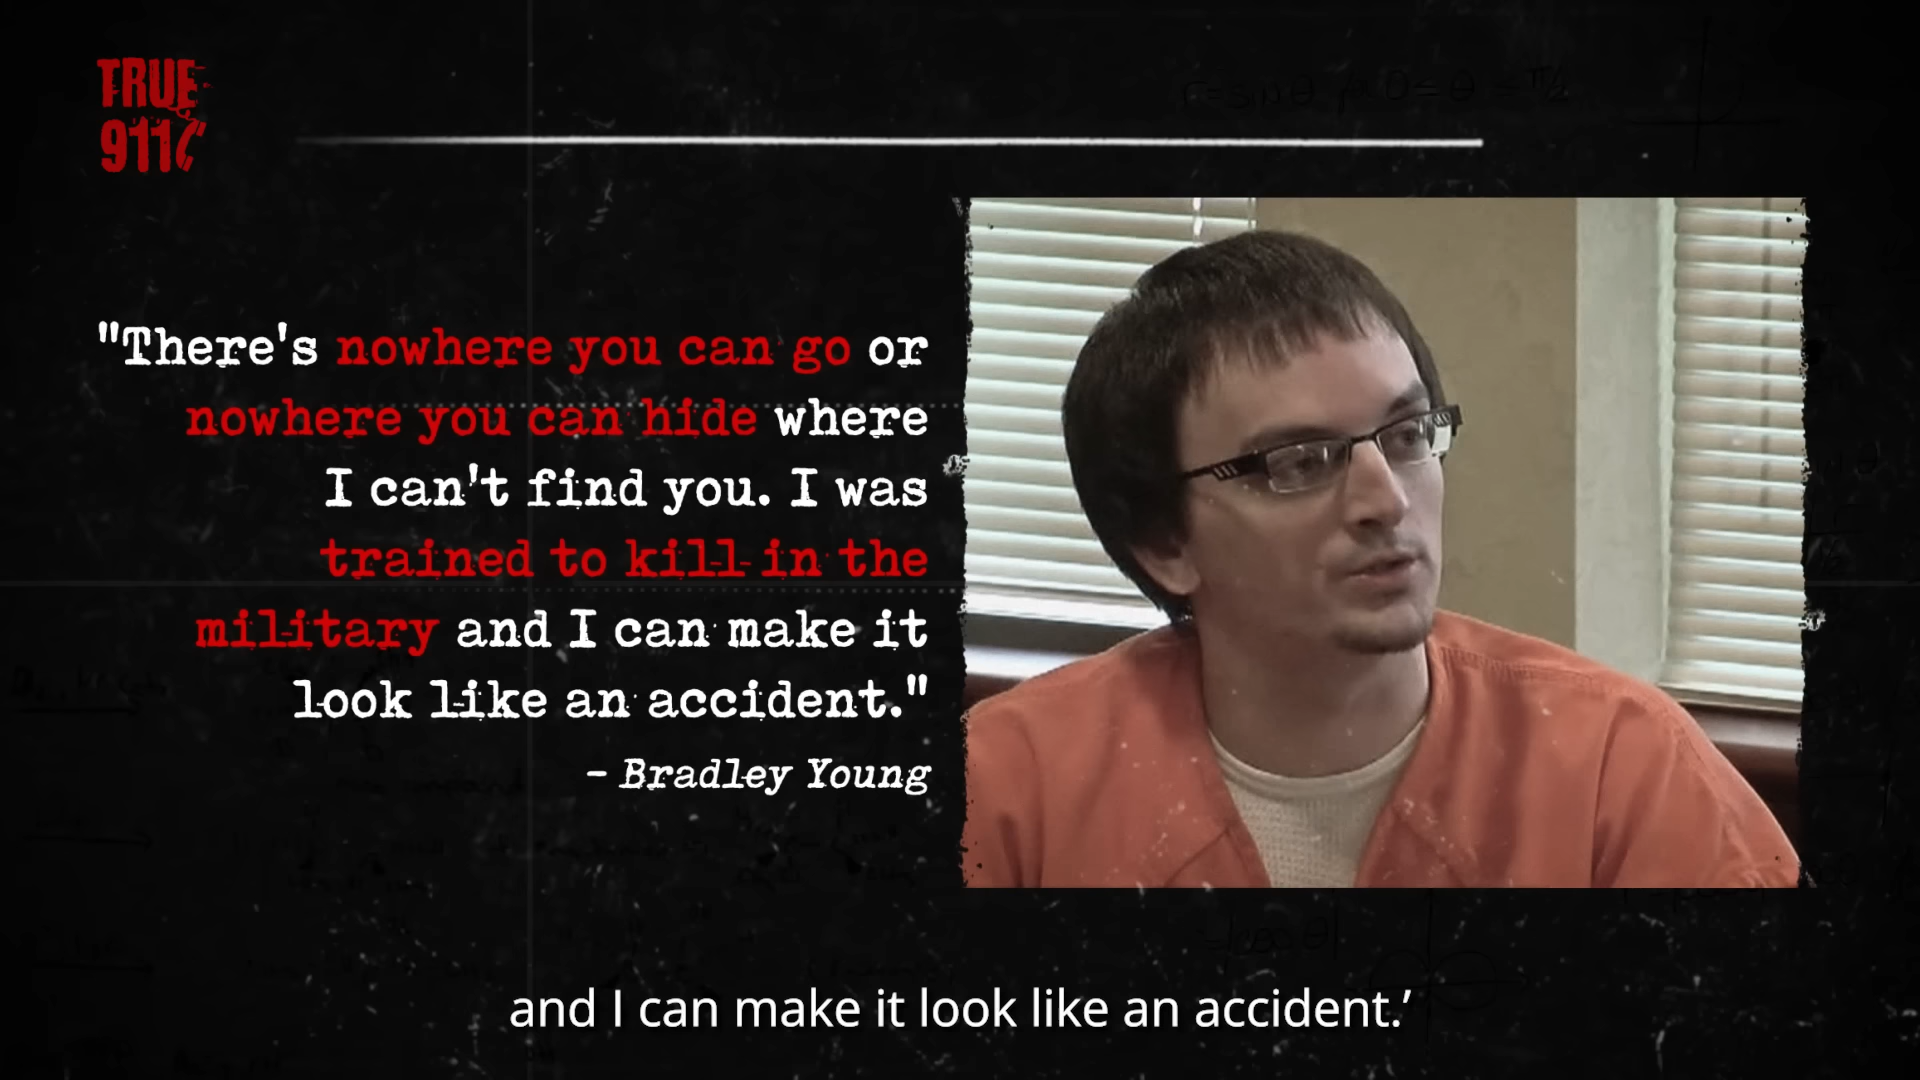 TRUE
911
"There's nowhere you can go or
nowhere you can hide where
I can't find you. I was
trained to kill in the
military and I can make it
look like an accident."
– Bradley Young
and I can make it look like an accident.’